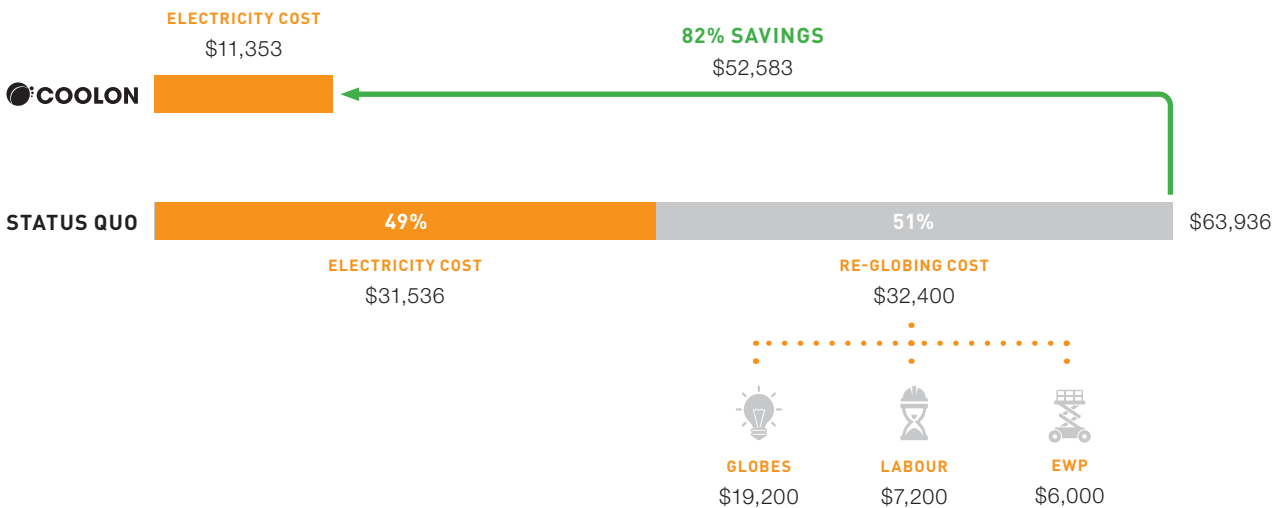 ELECTRICITY COST
$11,353
82% SAVINGS
$52,583
COOLON
STATUS QUO
49%
51%
$63,936
ELECTRICITY COST
$31,536
RE-GLOBING COST
$32,400
GLOBES
$19,200
LABOUR
$7,200
EWP
$6,000